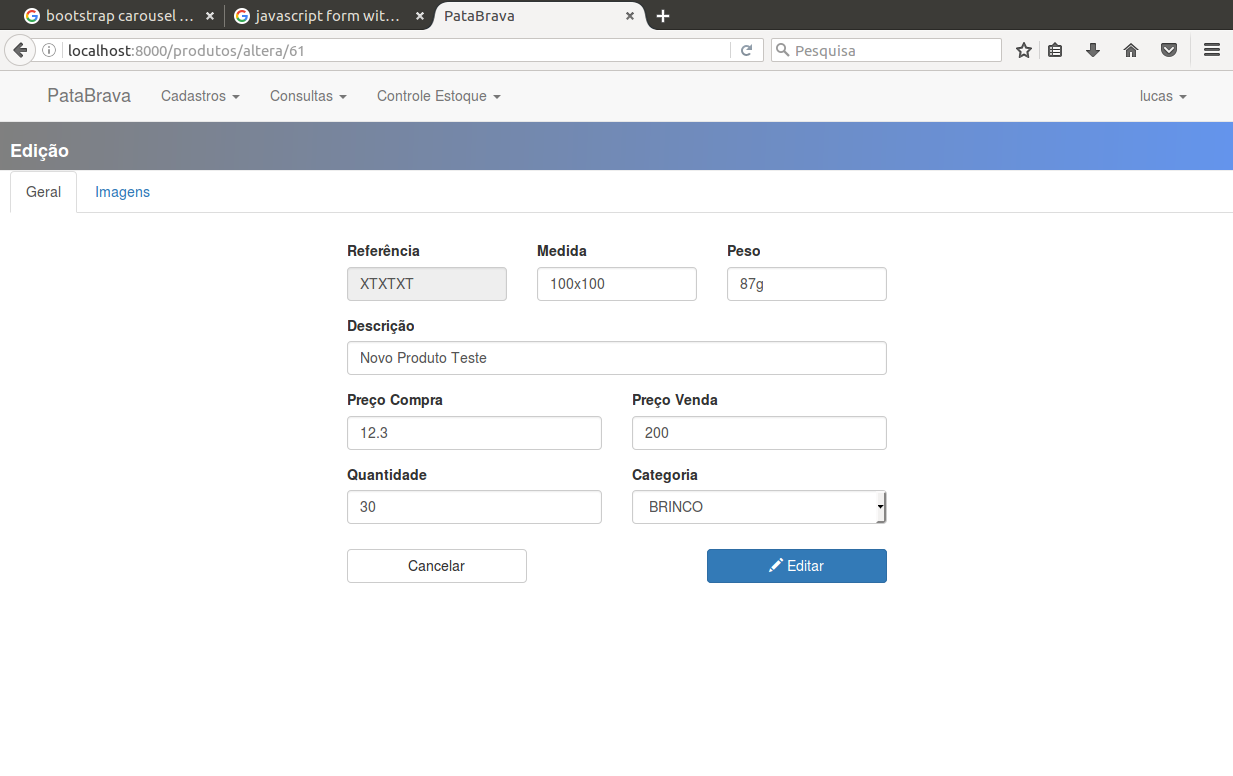 bootstrap carousel ... javascript form wit... PataBrava
localhost:8000/produtos/altera/61 Pesquisa
PataBrava Cadastros Consultas Controle Estoque lucas
Edição
Geral Imagens
Referência Medida Peso
XTXTXT 100x100 87g
Descrição
Novo Produto Teste
Preço Compra Preço Venda
12.3 200
Quantidade Categoria
30 BRINCO
Cancelar Editar